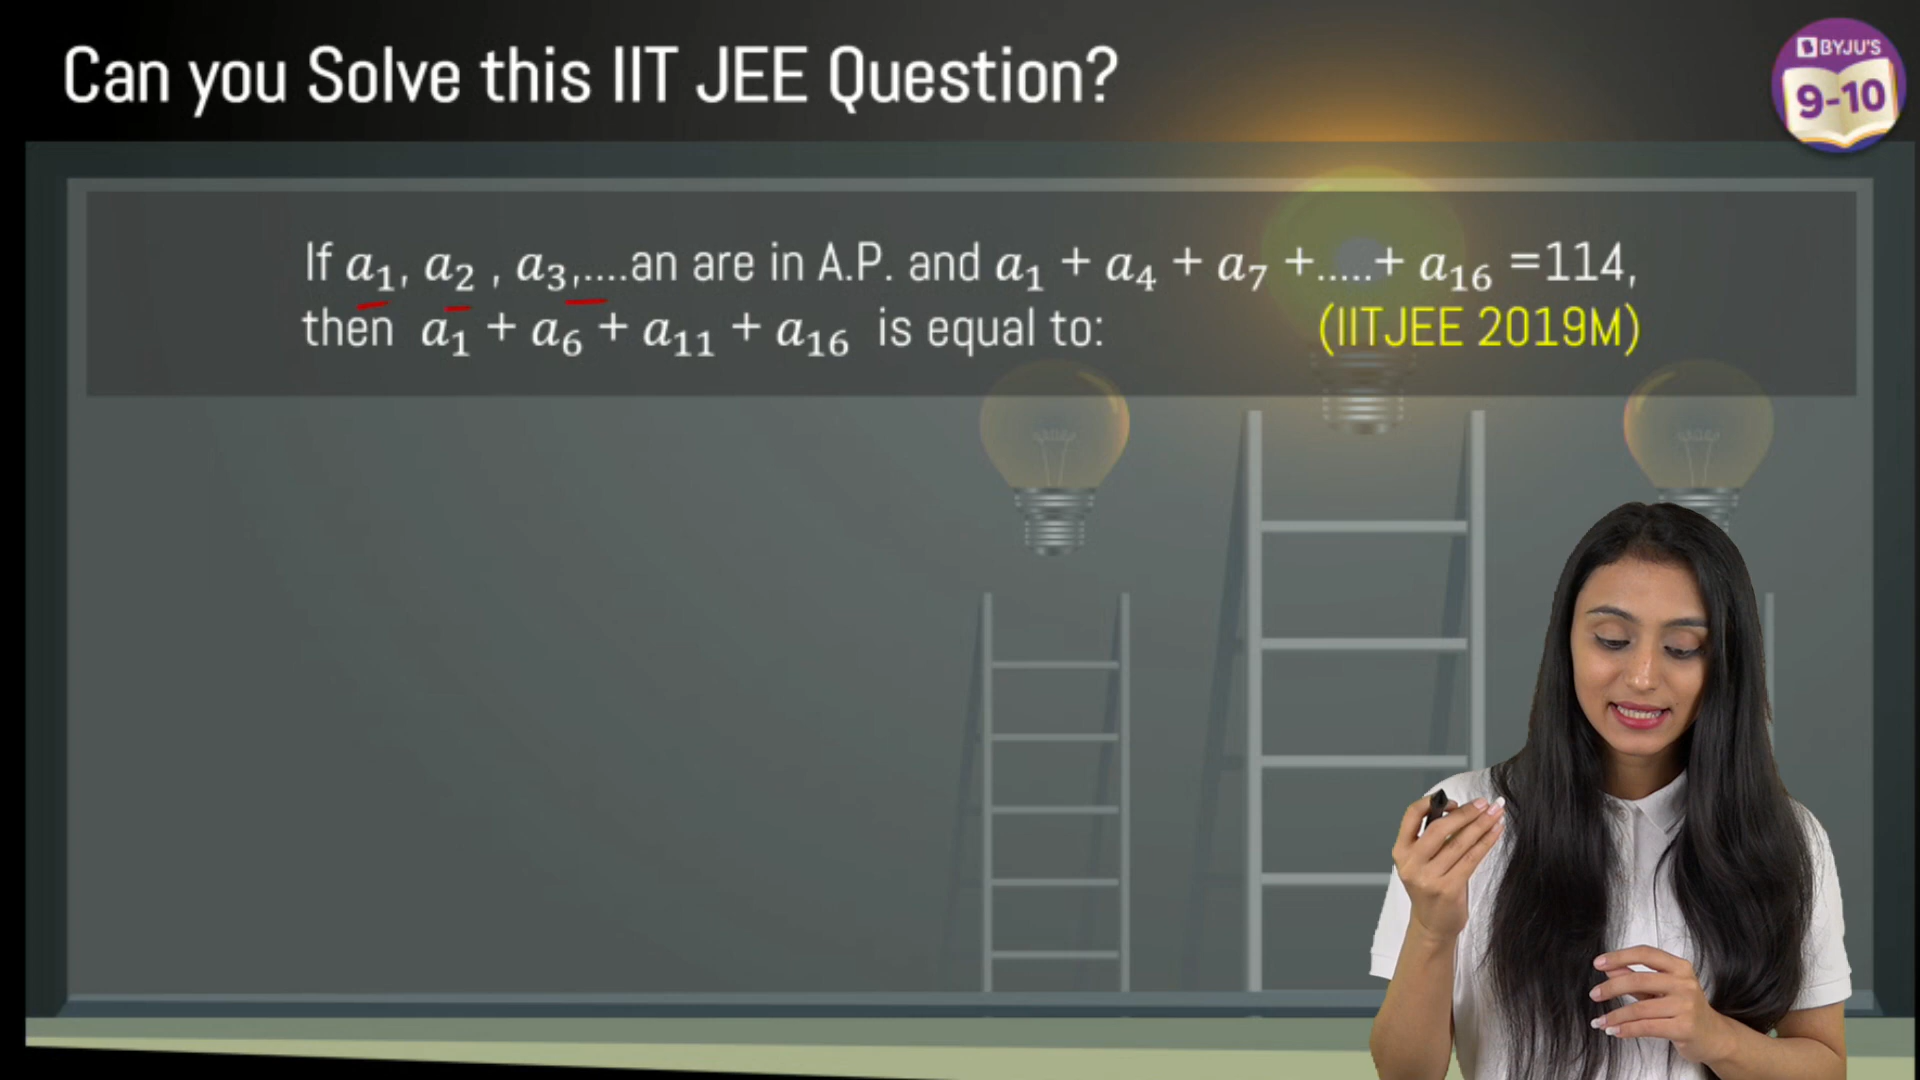 Can you Solve this IIT JEE Question?
BYJU'S
9-10
If a₁, a₂ , a₃,....an are in A.P. and a₁ + a₄ + a₇ +.....+ a₁₆ =114,
then a₁ + a₆ + a₁₁ + a₁₆ is equal to: (IITJEE 2019M)